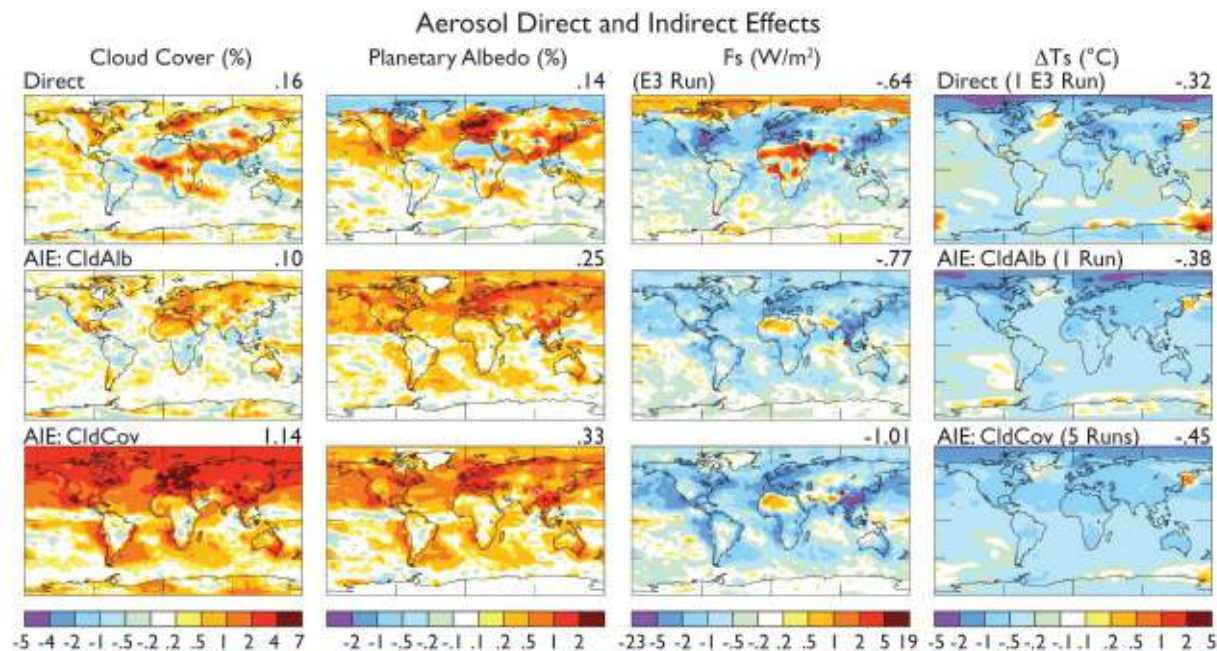 Aerosol Direct and Indirect Effects
Cloud Cover (%) Planetary Albedo (%) Fs (W/m²) ΔTs (°C)
Direct .16 .14 (E3 Run) -.64 Direct (1 E3 Run) -.32
AIE: CldAlb .10 .25 -.77 AIE: CldAlb (1 Run) -.38
AIE: CldCov 1.14 .33 -1.01 AIE: CldCov (5 Runs) -.45
-5 -4 -2 -1 -.5 -.2 .2 .5 1 2 4 7 -2 -1 -.5 -.2 .2 .5 1 2 -23 -5 -2 -1 -.5 -.2 .2 .5 1 2 5 19 -5 -2 -1 -.5 -.2 -.1 .1 .2 .5 1 2 5